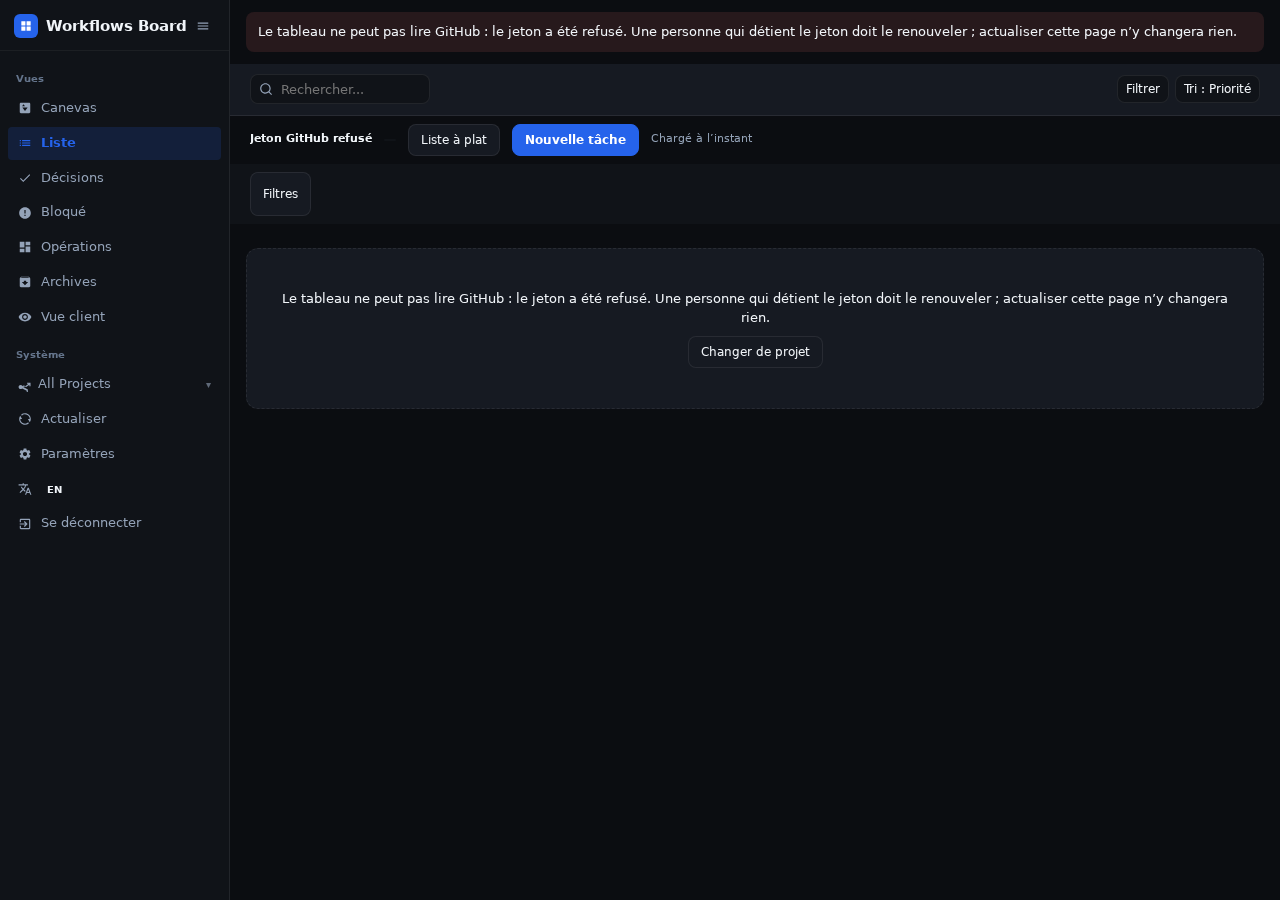 Workflows Board
Vues
Canevas
Liste
Décisions
Bloqué
Opérations
Archives
Vue client
Système
All Projects
Actualiser
Paramètres
EN
Se déconnecter
Le tableau ne peut pas lire GitHub : le jeton a été refusé. Une personne qui détient le jeton doit le renouveler ; actualiser cette page n’y changera rien.
Rechercher...
Filtrer
Tri : Priorité
Jeton GitHub refusé
Liste à plat
Nouvelle tâche
Chargé à l’instant
Filtres
Le tableau ne peut pas lire GitHub : le jeton a été refusé. Une personne qui détient le jeton doit le renouveler ; actualiser cette page n’y changera
rien.
Changer de projet